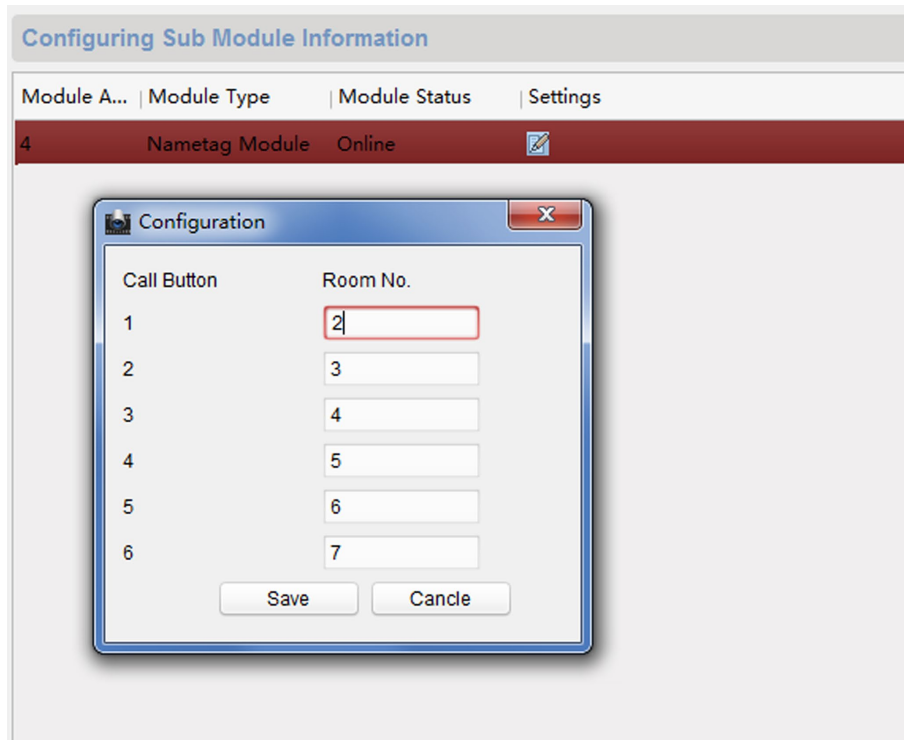 Configuring Sub Module Information
Module A... Module Type Module Status Settings
4 Nametag Module Online
Configuration
Call Button Room No.
1 2
2 3
3 4
4 5
5 6
6 7
Save Cancle